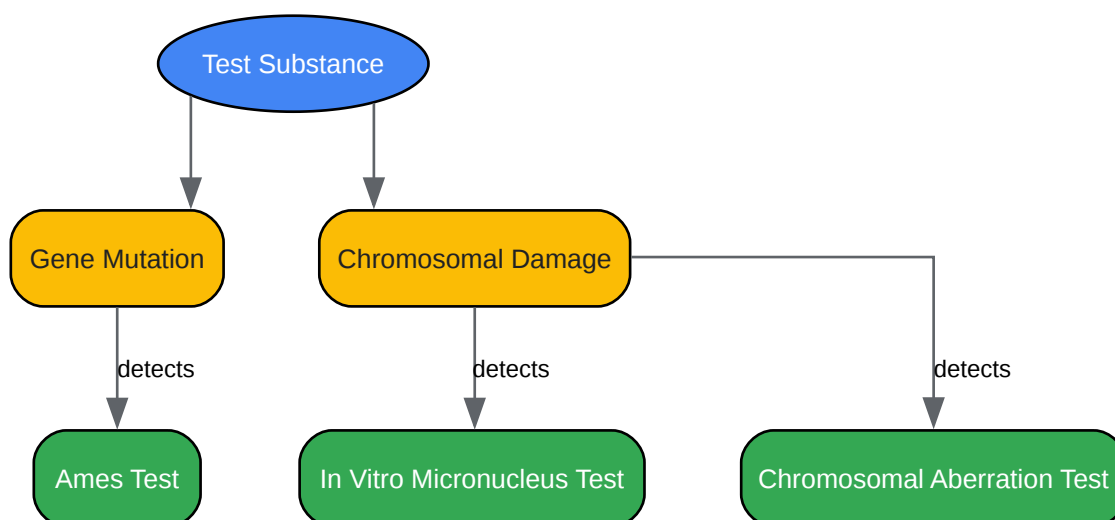 Test Substance
Gene Mutation
Chromosomal Damage
detects
detects
detects
Ames Test
In Vitro Micronucleus Test
Chromosomal Aberration Test